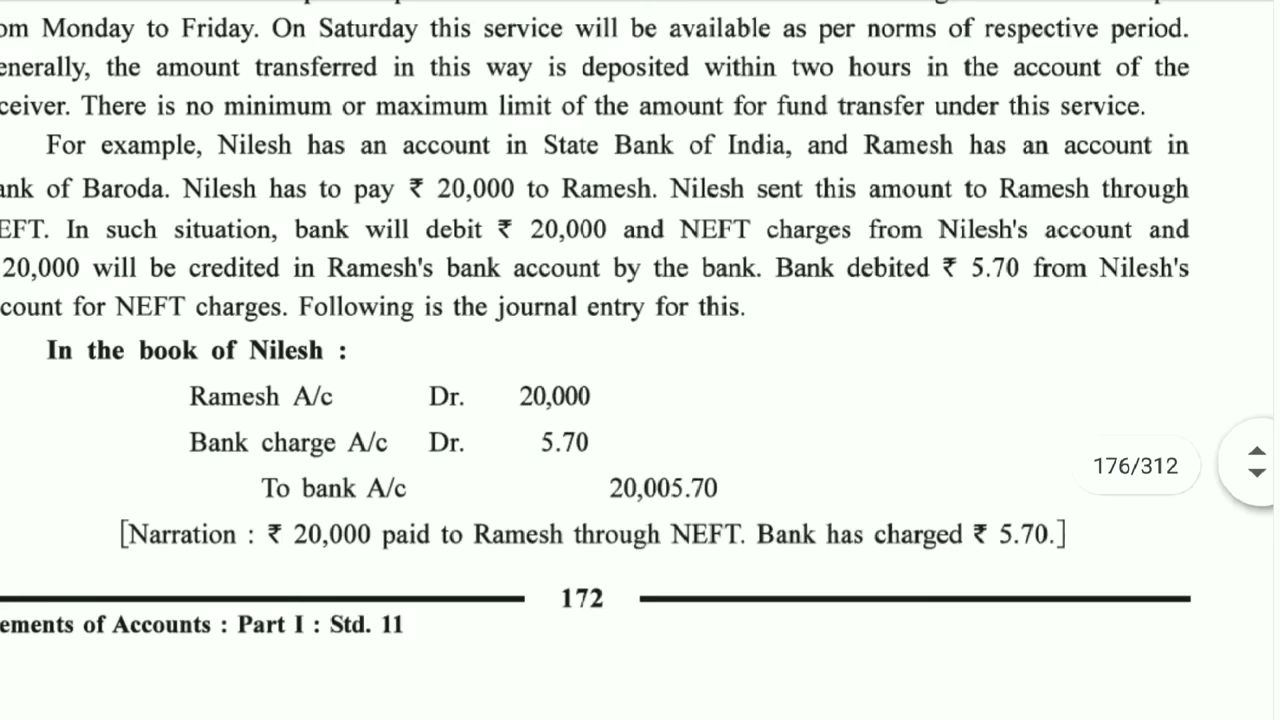 om Monday to Friday. On Saturday this service will be available as per norms of respective period.
enerally, the amount transferred in this way is deposited within two hours in the account of the
ceiver. There is no minimum or maximum limit of the amount for fund transfer under this service.
For example, Nilesh has an account in State Bank of India, and Ramesh has an account in
ank of Baroda. Nilesh has to pay ₹ 20,000 to Ramesh. Nilesh sent this amount to Ramesh through
EFT. In such situation, bank will debit ₹ 20,000 and NEFT charges from Nilesh's account and
20,000 will be credited in Ramesh's bank account by the bank. Bank debited ₹ 5.70 from Nilesh's
count for NEFT charges. Following is the journal entry for this.
In the book of Nilesh :
Ramesh A/c Dr. 20,000
Bank charge A/c Dr. 5.70
176/312
To bank A/c 20,005.70
[Narration : ₹ 20,000 paid to Ramesh through NEFT. Bank has charged ₹ 5.70.]
172
ements of Accounts : Part I : Std. 11